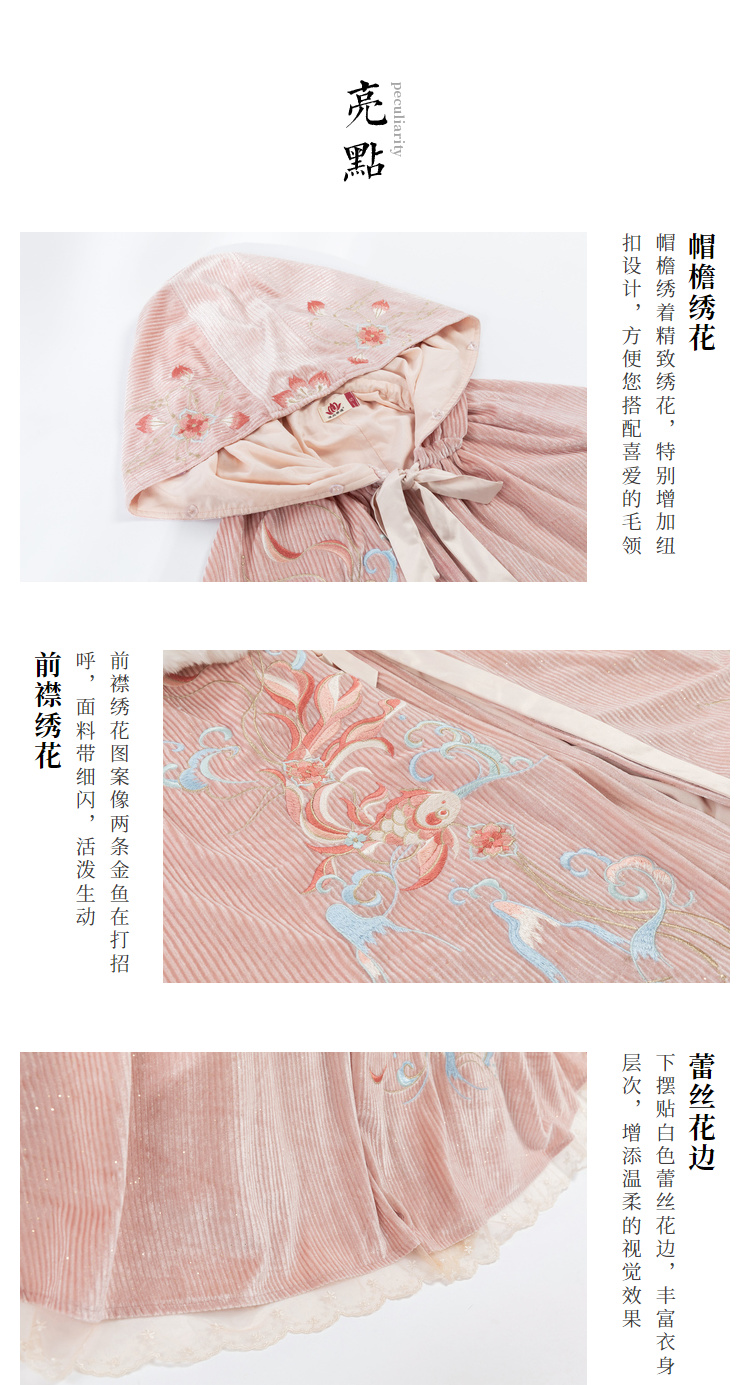 亮點
peculiarity
帽檐绣花
帽檐绣着精致绣花，特别增加纽
扣设计，方便您搭配喜爱的毛领
前襟绣花图案像两条金鱼在打招
呼，面料带细闪，活泼生动
前襟绣花
下摆贴白色蕾丝花边，丰富衣身
层次，增添温柔的视觉效果
蕾丝花边